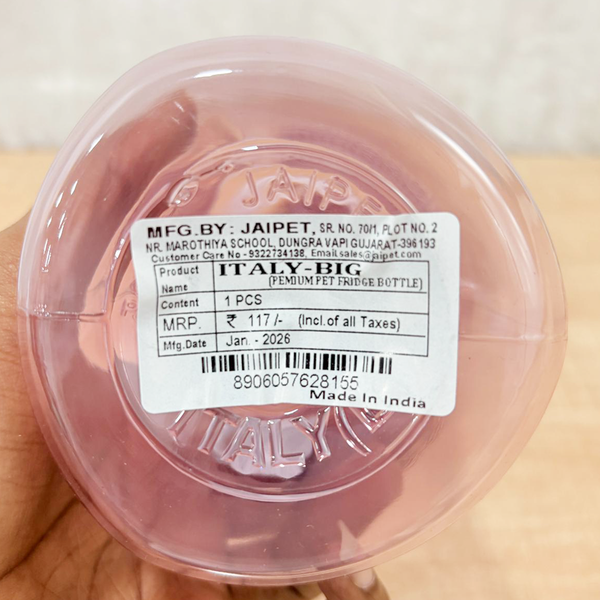 JAIPET
MFG.BY: JAIPET, SR. NO. 70/1, PLOT NO. 2
NR. MAROTHIYA SCHOOL, DUNGRA VAPI GUJARAT-396 193
Customer Care No - 9322734138, Email:sales@jaipet.com
Product Name ITALY-BIG
(PEMIUM PET FRIDGE BOTTLE)
Content 1 PCS
MRP. ₹ 117/- (Incl.of all Taxes)
Mfg.Date Jan. - 2026
8906057628155
Made In India
ITALY